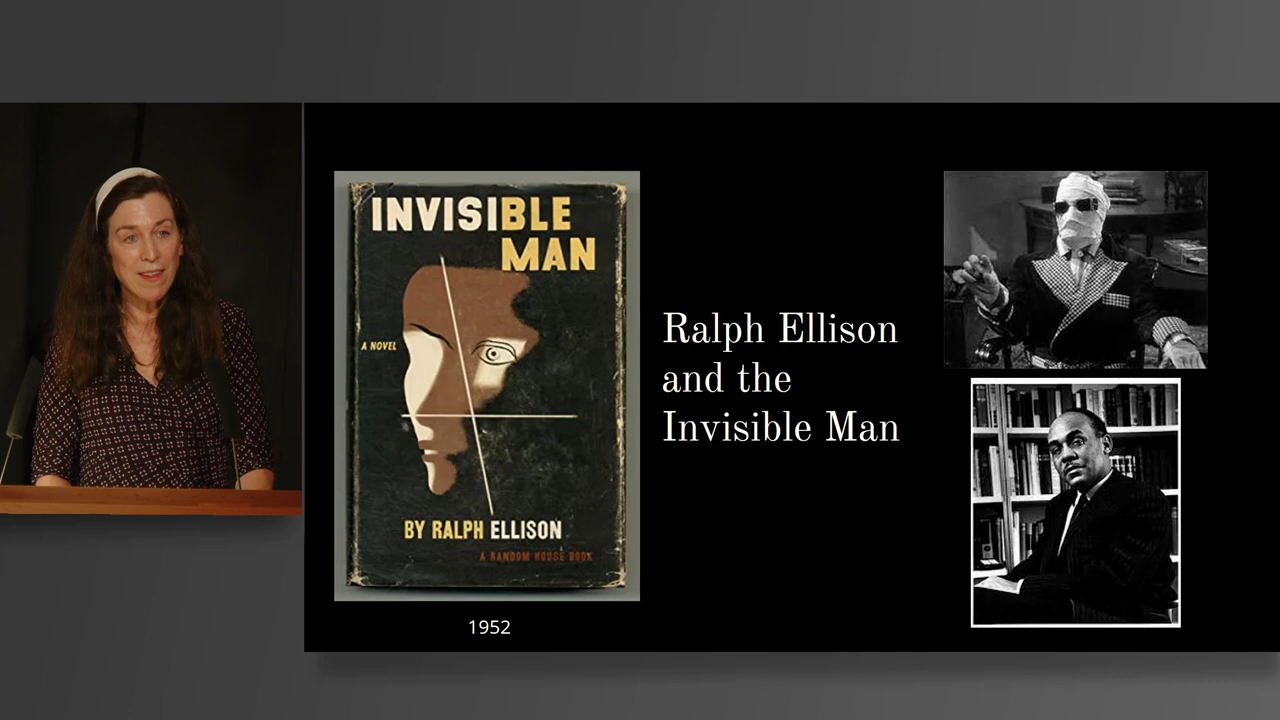 INVISIBLE
MAN
A NOVEL
BY RALPH ELLISON
A RANDOM HOUSE BOOK
1952
Ralph Ellison
and the
Invisible Man